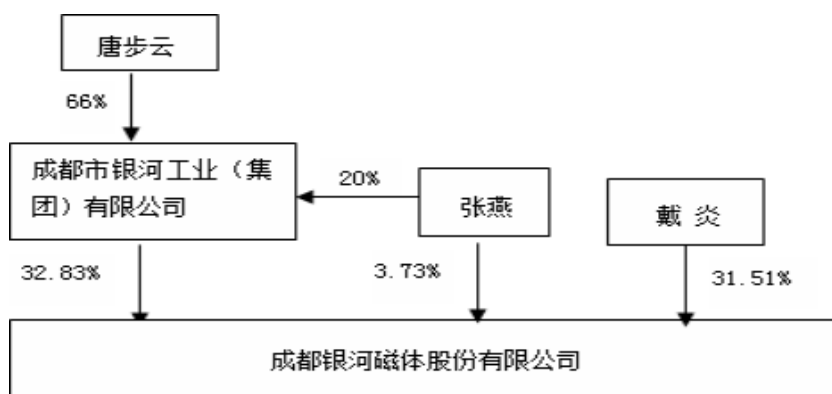 唐步云
66%
成都市银河工业（集
团）有限公司
20%
张燕
戴 炎
32.83%
3.73%
31.51%
成都银河磁体股份有限公司